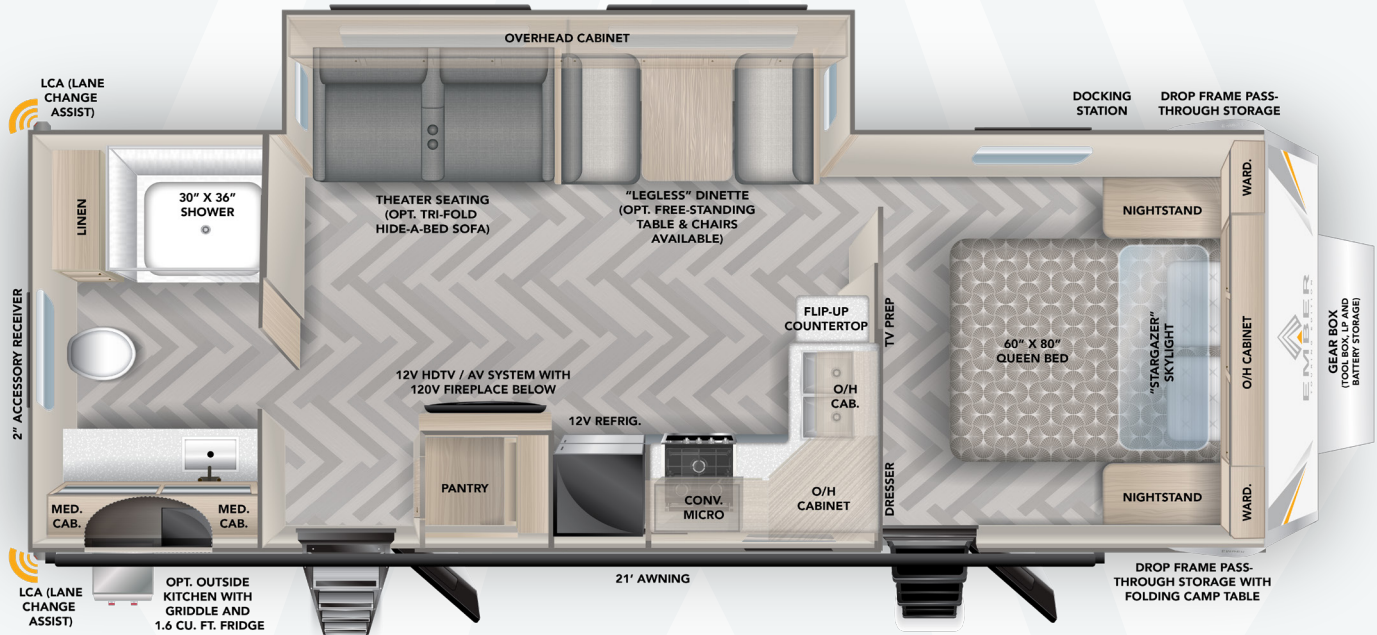 OVERHEAD CABINET
LCA (LANE
CHANGE
ASSIST)
DOCKING
STATION
DROP FRAME PASS-
THROUGH STORAGE
LINEN
30" X 36"
SHOWER
THEATER SEATING
(OPT. TRI-FOLD
HIDE-A-BED SOFA)
"LEGLESS" DINETTE
(OPT. FREE-STANDING
TABLE & CHAIRS
AVAILABLE)
NIGHTSTAND
WARD.
2" ACCESSORY RECEIVER
FLIP-UP
COUNTERTOP
TV PREP
60" X 80"
QUEEN BED
"STARGAZER"
SKYLIGHT
O/H CABINET
EMBER
GEAR BOX
(TOOL BOX, LP AND
BATTERY STORAGE)
12V HDTV / AV SYSTEM WITH
120V FIREPLACE BELOW
O/H
CAB.
12V REFRIG.
PANTRY
CONV.
MICRO
O/H
CABINET
DRESSER
NIGHTSTAND
WARD.
MED.
CAB.
MED.
CAB.
LCA (LANE
CHANGE
ASSIST)
OPT. OUTSIDE
KITCHEN WITH
GRIDDLE AND
1.6 CU. FT. FRIDGE
21' AWNING
DROP FRAME PASS-
THROUGH STORAGE WITH
FOLDING CAMP TABLE